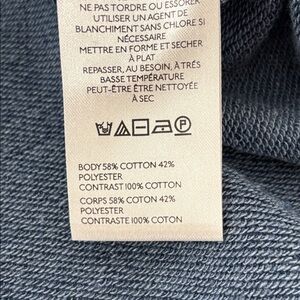 NE PAS TORDRE OU ESSORER
UTILISER UN AGENT DE
BLANCHIMENT SANS CHLORE SI
NÉCESSAIRE
METTRE EN FORME ET SECHER
À PLAT
REPASSER, AU BESOIN, À TRÈS
BASSE TEMPÉRATURE
PEUT-ÊTRE ÊTRE NETTOYÉE
À SEC
P
BODY 58% COTTON 42%
POLYESTER
CONTRAST 100% COTTON
CORPS 58% COTON 42%
POLYESTER
CONTRASTE 100% COTON